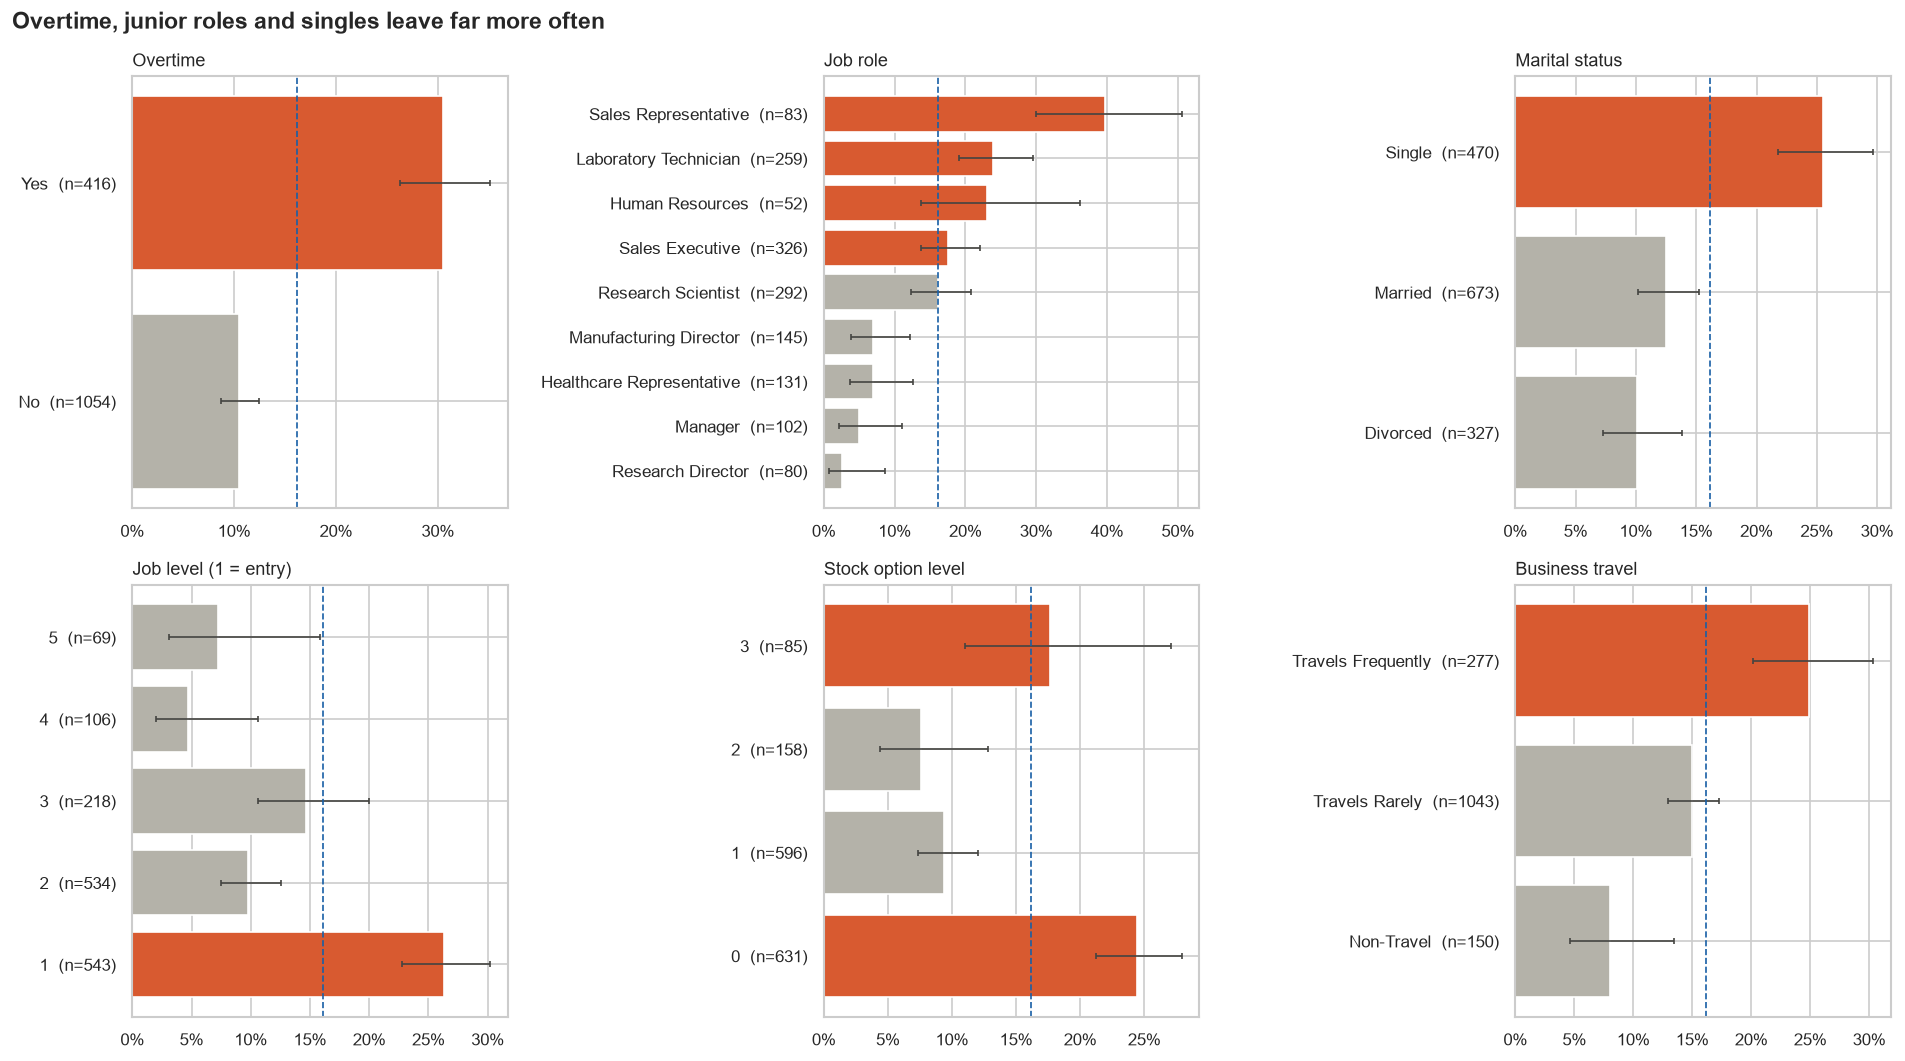 Overtime, junior roles and singles leave far more often
Overtime
Yes (n=416)
No (n=1054)
0% 10% 20% 30%
Job role
Sales Representative (n=83)
Laboratory Technician (n=259)
Human Resources (n=52)
Sales Executive (n=326)
Research Scientist (n=292)
Manufacturing Director (n=145)
Healthcare Representative (n=131)
Manager (n=102)
Research Director (n=80)
0% 10% 20% 30% 40% 50%
Marital status
Single (n=470)
Married (n=673)
Divorced (n=327)
0% 5% 10% 15% 20% 25% 30%
Job level (1 = entry)
5 (n=69)
4 (n=106)
3 (n=218)
2 (n=534)
1 (n=543)
0% 5% 10% 15% 20% 25% 30%
Stock option level
3 (n=85)
2 (n=158)
1 (n=596)
0 (n=631)
0% 5% 10% 15% 20% 25%
Business travel
Travels Frequently (n=277)
Travels Rarely (n=1043)
Non-Travel (n=150)
0% 5% 10% 15% 20% 25% 30%